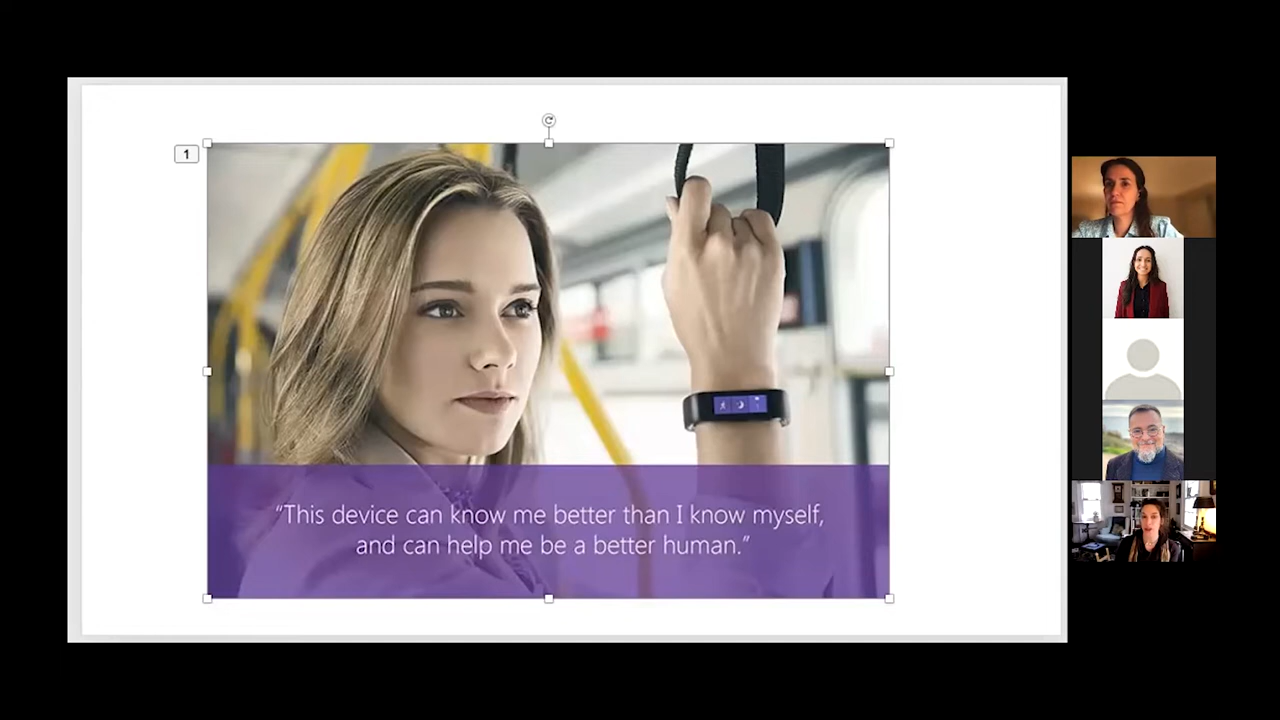 1
“This device can know me better than I know myself,
and can help me be a better human.”